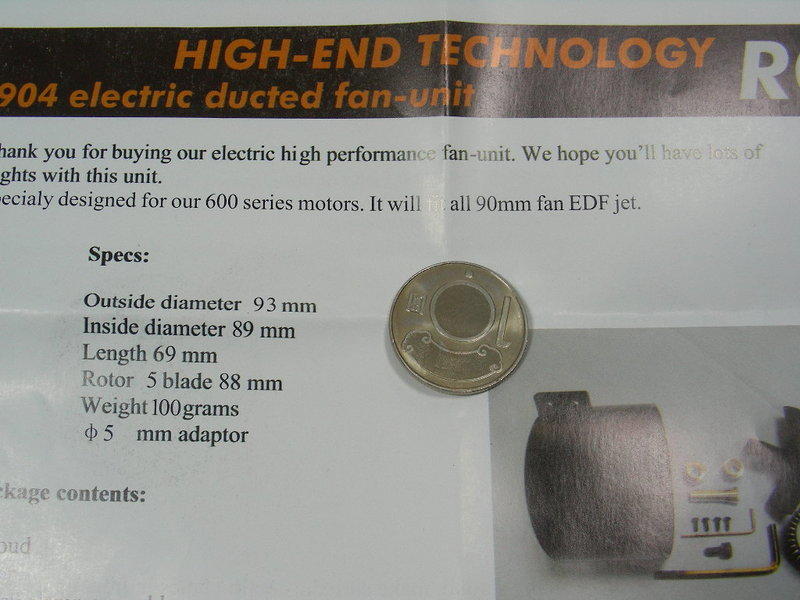 HIGH-END TECHNOLOGY
904 electric ducted fan-unit
hank you for buying our electric high performance fan-unit. We hope you'll have lots of
ghts with this unit.
ecialy designed for our 600 series motors. It will fit all 90mm fan EDF jet.
Specs:
Outside diameter 93 mm
Inside diameter 89 mm
Length 69 mm
Rotor 5 blade 88 mm
Weight 100grams
ϕ 5 mm adaptor
ckage contents:
oud